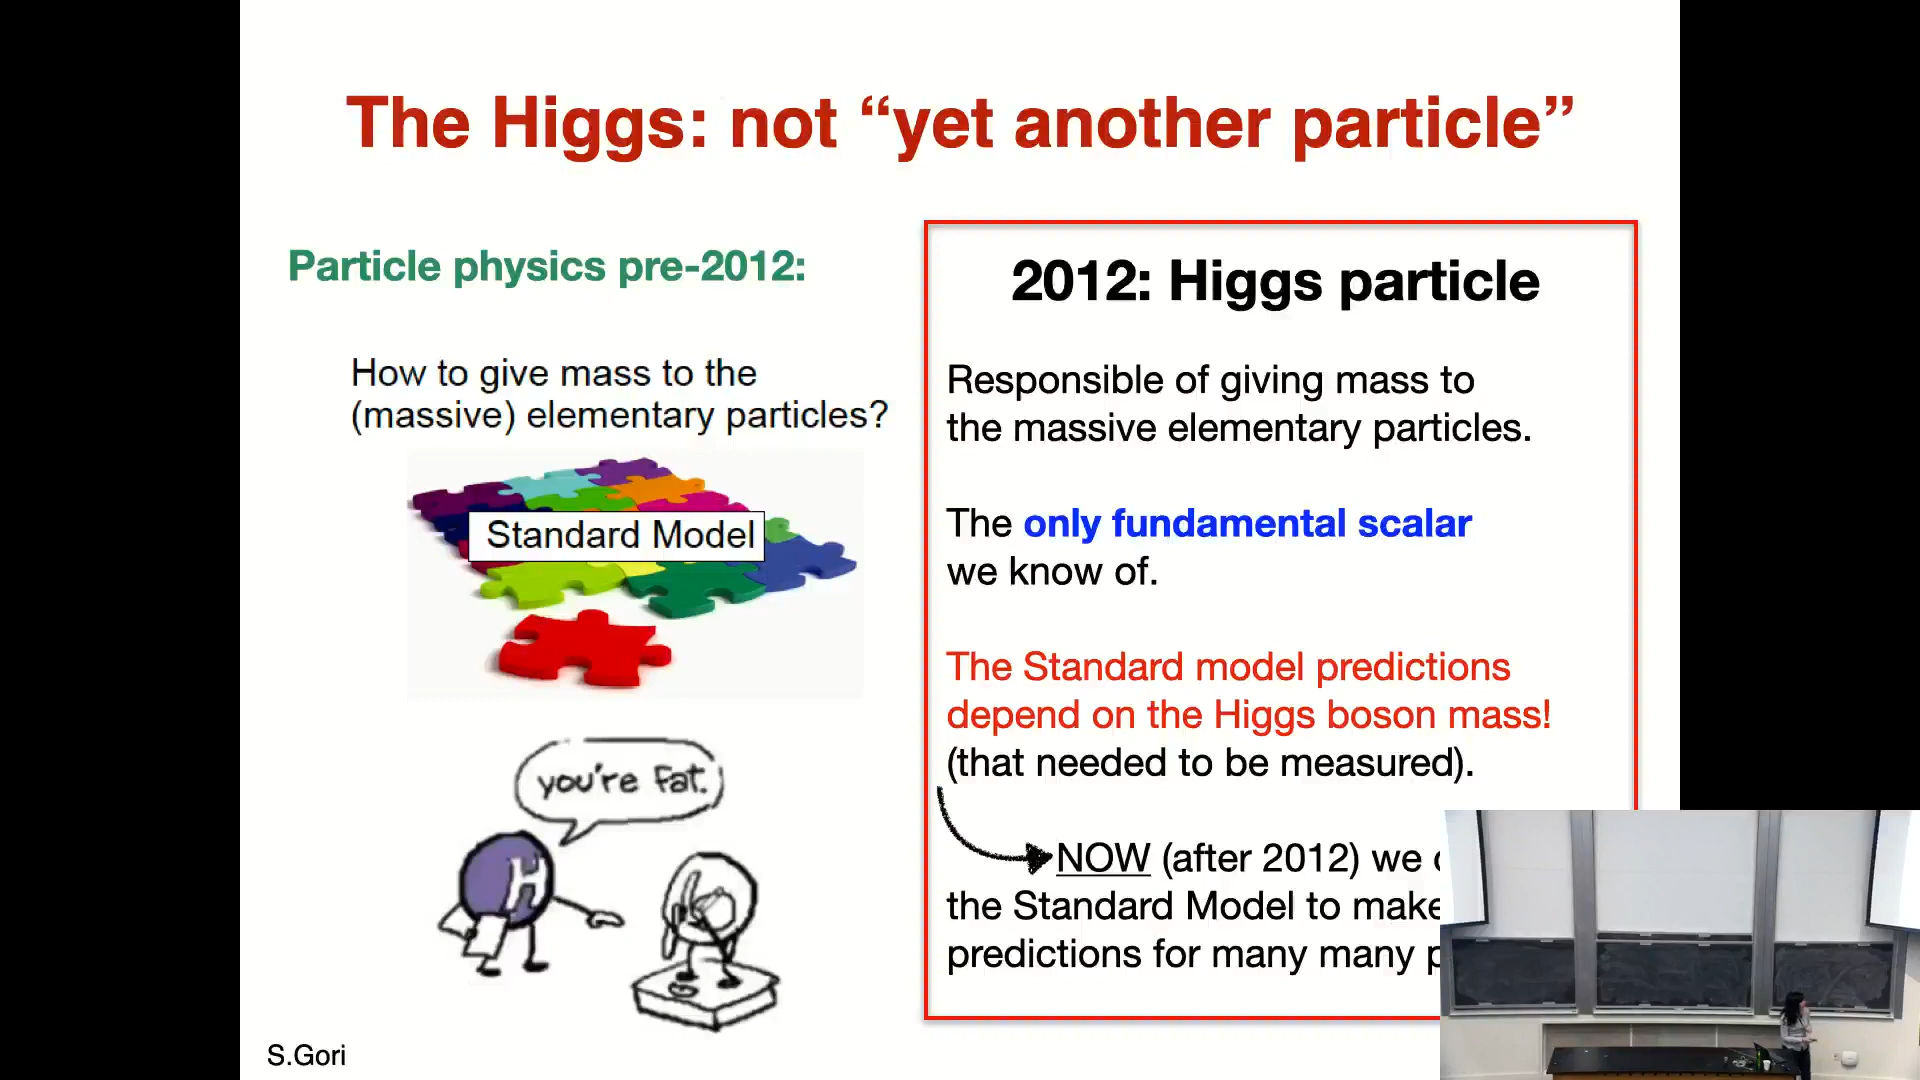 The Higgs: not “yet another particle”
Particle physics pre-2012:
How to give mass to the
(massive) elementary particles?
Standard Model
you're fat.
H
S.Gori
2012: Higgs particle
Responsible of giving mass to
the massive elementary particles.
The only fundamental scalar
we know of.
The Standard model predictions
depend on the Higgs boson mass!
(that needed to be measured).
NOW (after 2012) we
the Standard Model to make
predictions for many many